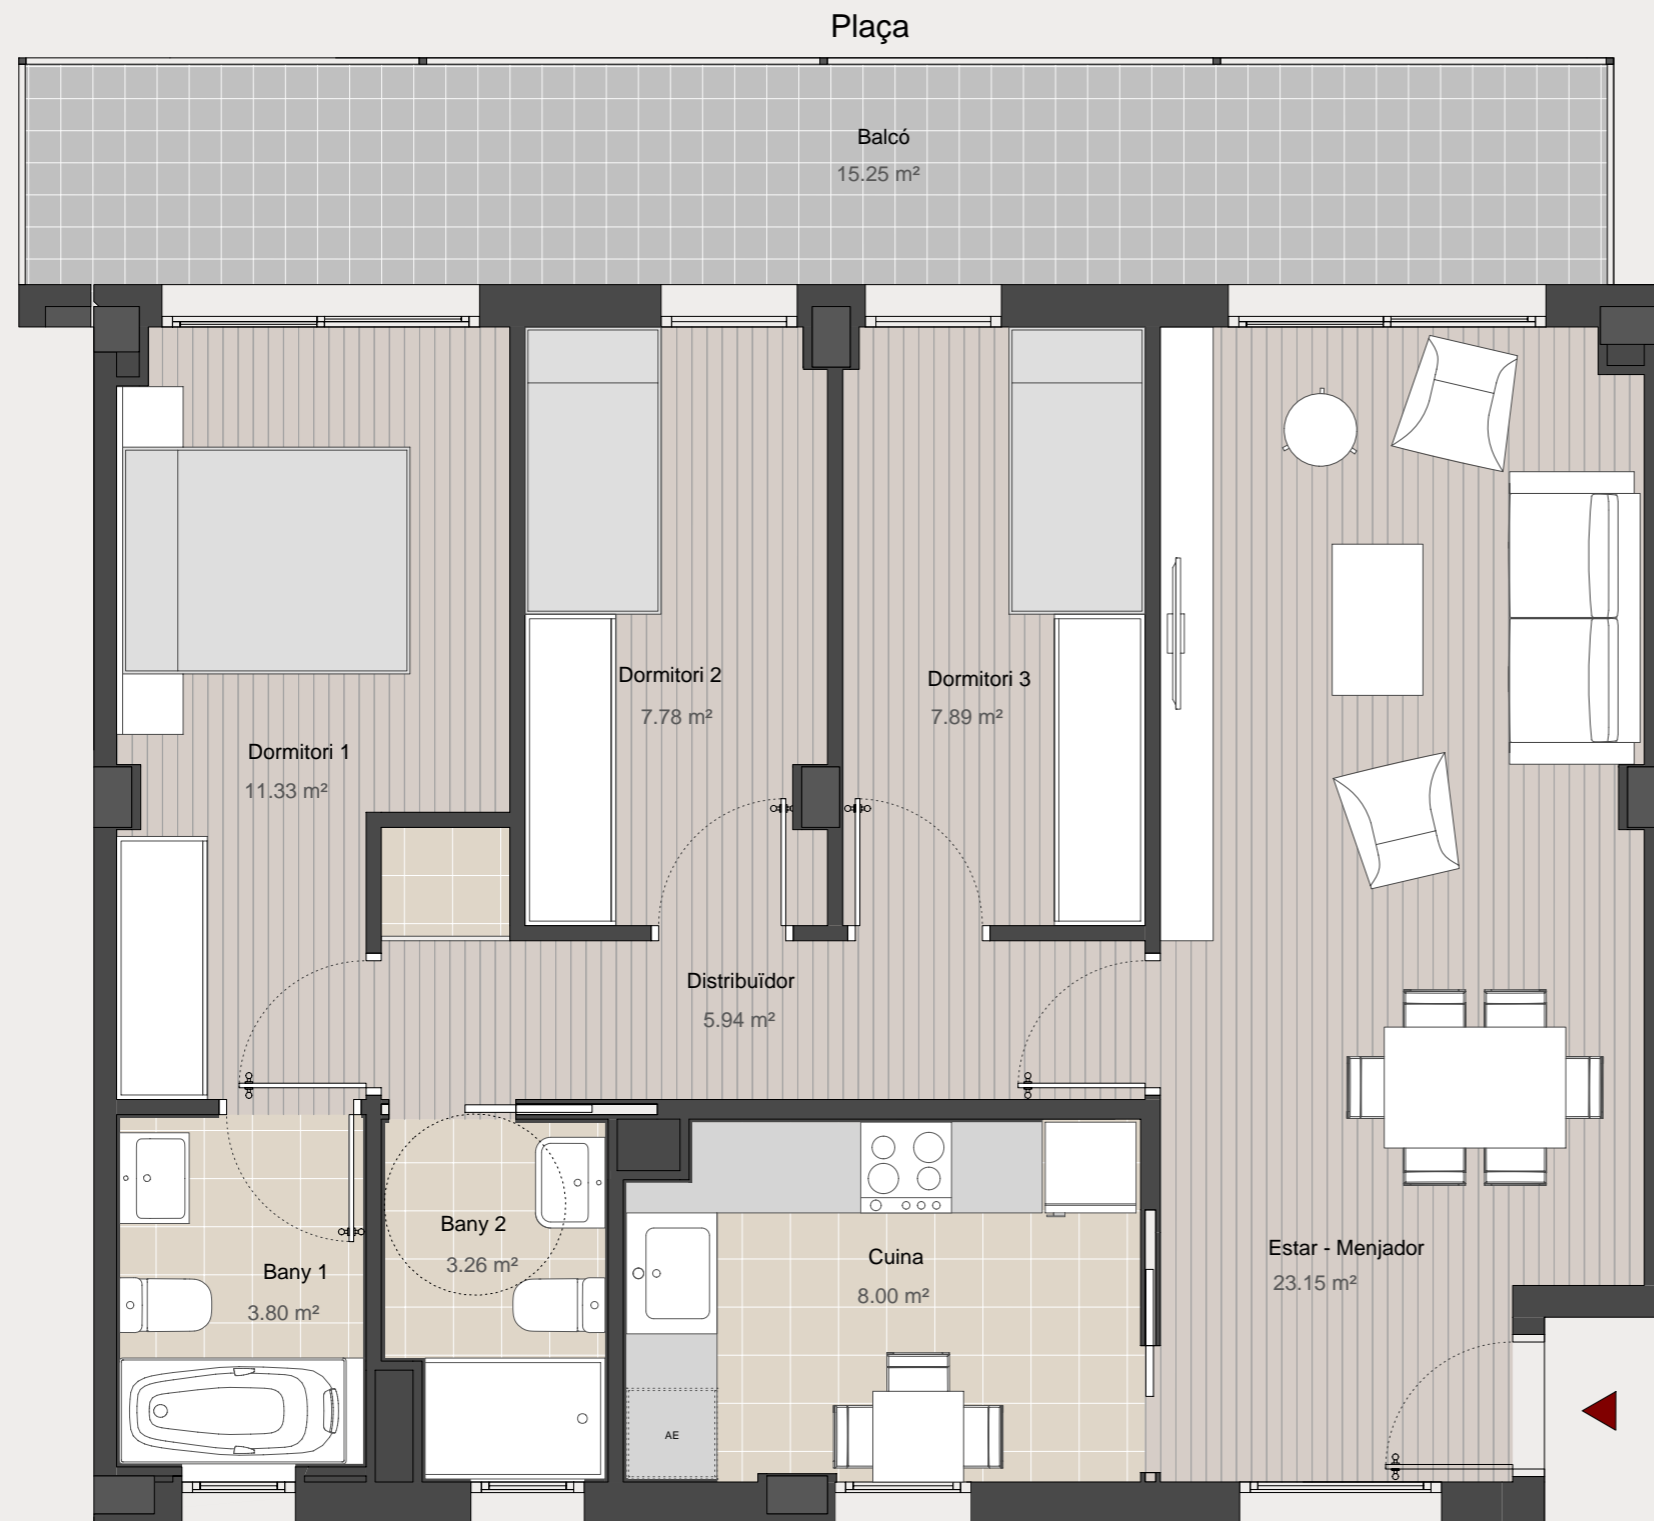 Plaça
Balcó
15.25 m²
Dormitori 2
7.78 m²
Dormitori 3
7.89 m²
Dormitori 1
11.33 m²
Distribuïdor
5.94 m²
Bany 2
3.26 m²
Bany 1
3.80 m²
Cuina
8.00 m²
Estar - Menjador
23.15 m²
AE